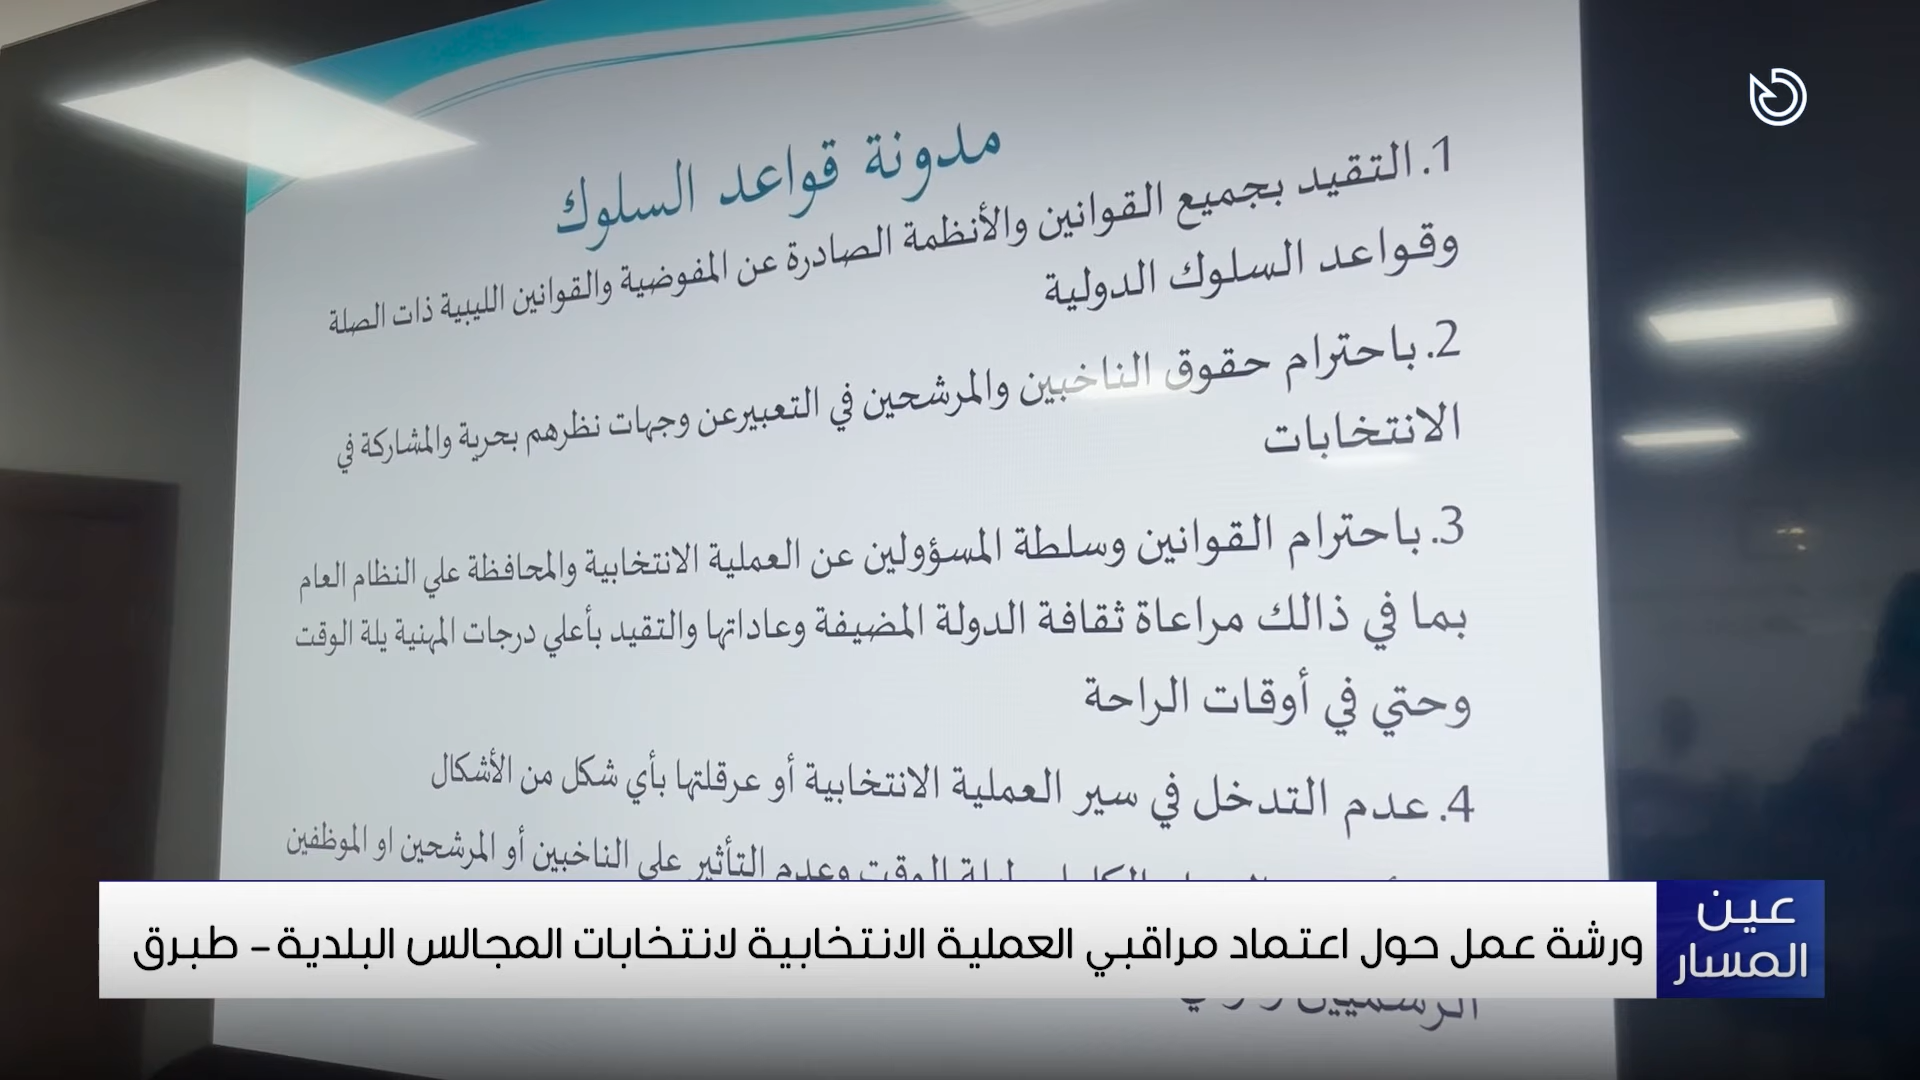 مدونة قواعد السلوك
1. التقيد بجميع القوانين والأنظمة الصادرة عن المفوضية والقوانين الليبية ذات الصلة
وقواعد السلوك الدولية
2. باحترام حقوق الناخبين والمرشحين في التعبيرعن وجهات نظرهم بحرية والمشاركة في
الانتخابات
3. باحترام القوانين وسلطة المسؤولين عن العملية الانتخابية والمحافظة علي النظام العام
بما في ذالك مراعاة ثقافة الدولة المضيفة وعاداتها والتقيد بأعلي درجات المهنية يلة الوقت
وحتي في أوقات الراحة
4. عدم التدخل في سير العملية الانتخابية أو عرقلتها بأي شكل من الأشكال
الوقت وعدم التأثير علي الناخبين أو المرشحين او الموظفين
عين
المسار
ورشة عمل حول اعتماد مراقبي العملية الانتخابية لانتخابات المجالس البلدية - طبرق